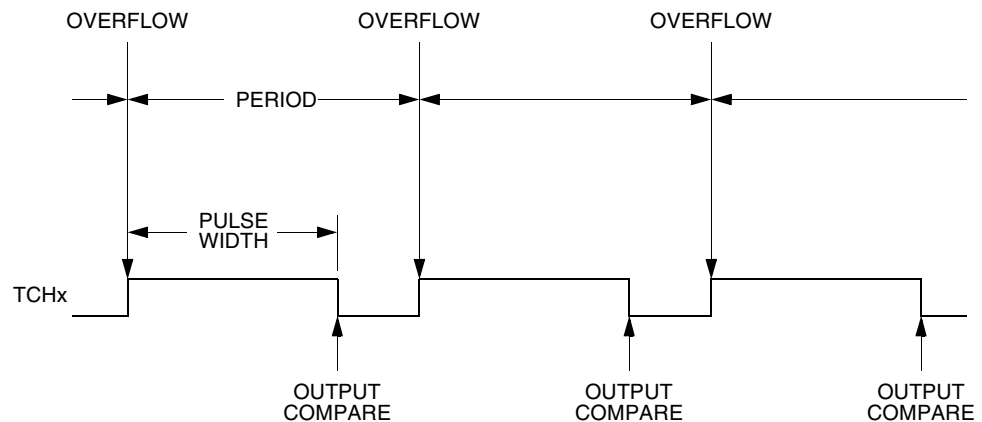 OVERFLOW OVERFLOW OVERFLOW
PERIOD
PULSE
WIDTH
TCHx
OUTPUT
COMPARE
OUTPUT
COMPARE
OUTPUT
COMPARE